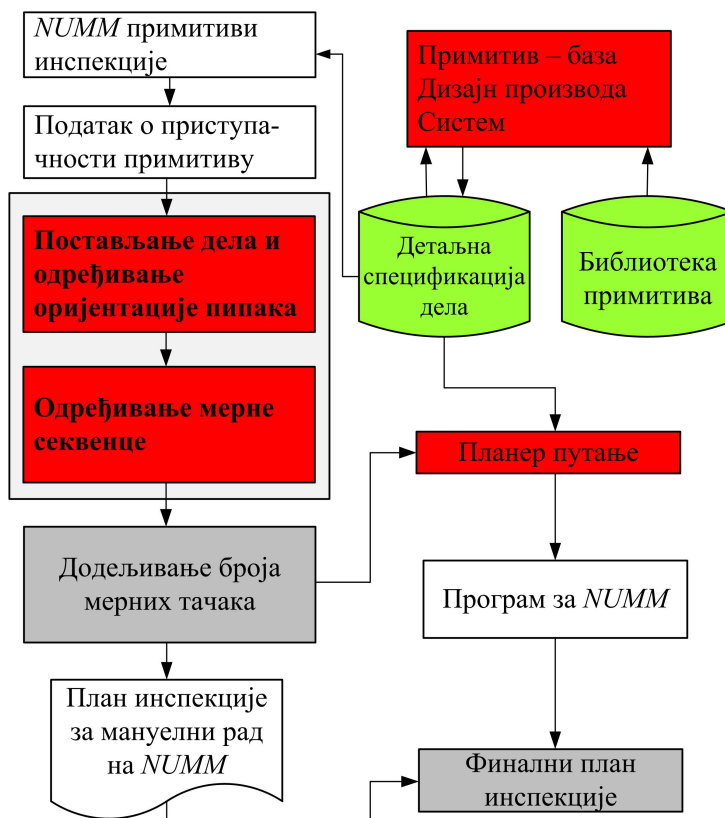 NUMM примитиви
инспекције
Податак о приступа-
чности примитиву
Постављање дела и
одређивање
оријентације пипака
Одређивање мерне
секвенце
Додељивање броја
мерних тачака
План инспекције
за мануелни рад
на NUMM
Примитив – база
Дизајн производа
Систем
Детаљна
спецификација
дела
Библиотека
примитива
Планер путање
Програм за NUMM
Финални план
инспекције